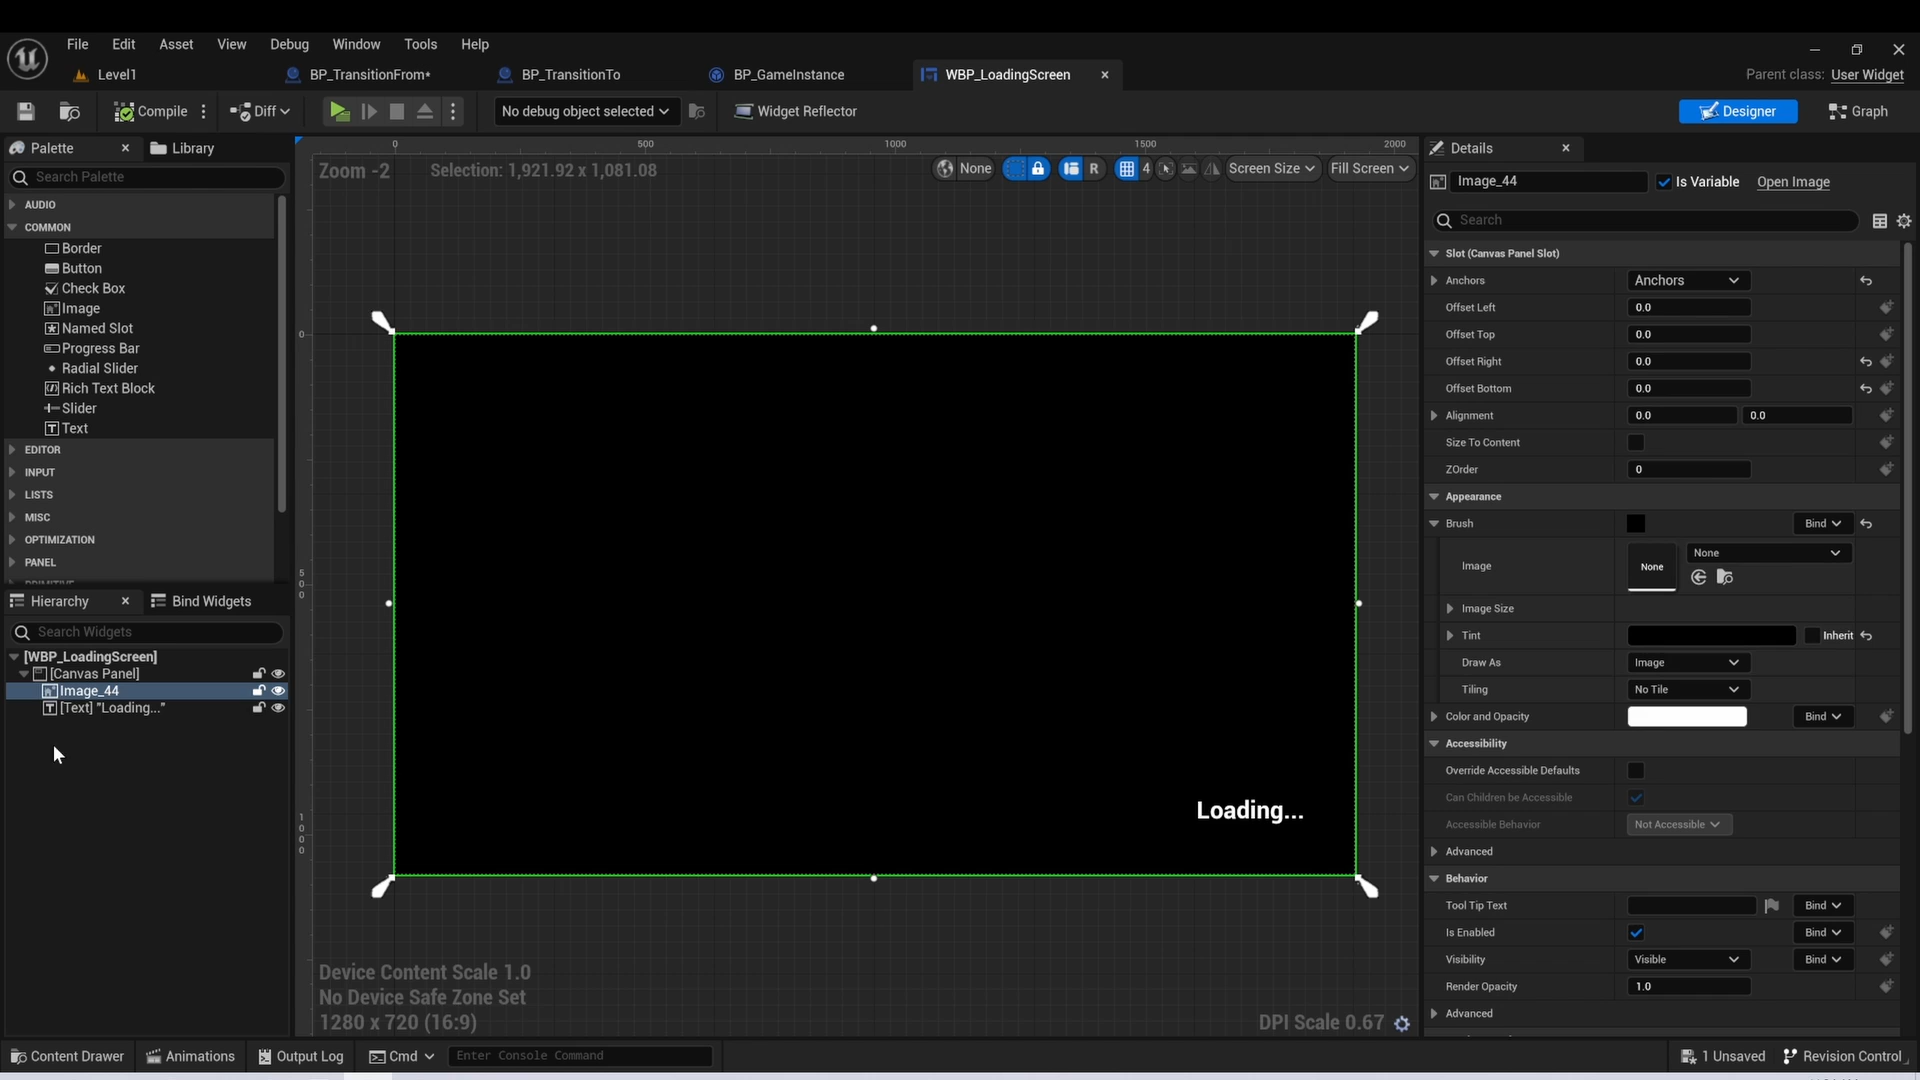 File Edit Asset View Debug Window Tools Help
Level1 BP_TransitionFrom* BP_TransitionTo BP_GameInstance WBP_LoadingScreen Parent class: User Widget
Compile Diff No debug object selected Widget Reflector Designer Graph
Palette Library
Search Palette
AUDIO
COMMON
Border
Button
Check Box
Image
Named Slot
Progress Bar
Radial Slider
Rich Text Block
Slider
Text
EDITOR
INPUT
LISTS
MISC
OPTIMIZATION
PANEL
Hierarchy Bind Widgets
Search Widgets
[WBP_LoadingScreen]
[Canvas Panel]
Image_44
[Text] "Loading..."
0 500 1000 1500 2000
Zoom -2 Selection: 1,921.92 x 1,081.08 None R 4 Screen Size Fill Screen
0
500
1000
Loading...
Device Content Scale 1.0
No Device Safe Zone Set
1280 x 720 (16:9) DPI Scale 0.67
Details
Image_44 Is Variable Open Image
Search
Slot (Canvas Panel Slot)
Anchors Anchors
Offset Left 0.0
Offset Top 0.0
Offset Right 0.0
Offset Bottom 0.0
Alignment 0.0 0.0
Size To Content
ZOrder 0
Appearance
Brush Bind
Image None None
Image Size
Tint Inherit
Draw As Image
Tiling No Tile
Color and Opacity Bind
Accessibility
Override Accessible Defaults
Can Children be Accessible
Accessible Behavior Not Accessible
Advanced
Behavior
Tool Tip Text Bind
Is Enabled Bind
Visibility Visible Bind
Render Opacity 1.0
Advanced
Content Drawer Animations Output Log Cmd Enter Console Command 1 Unsaved Revision Control